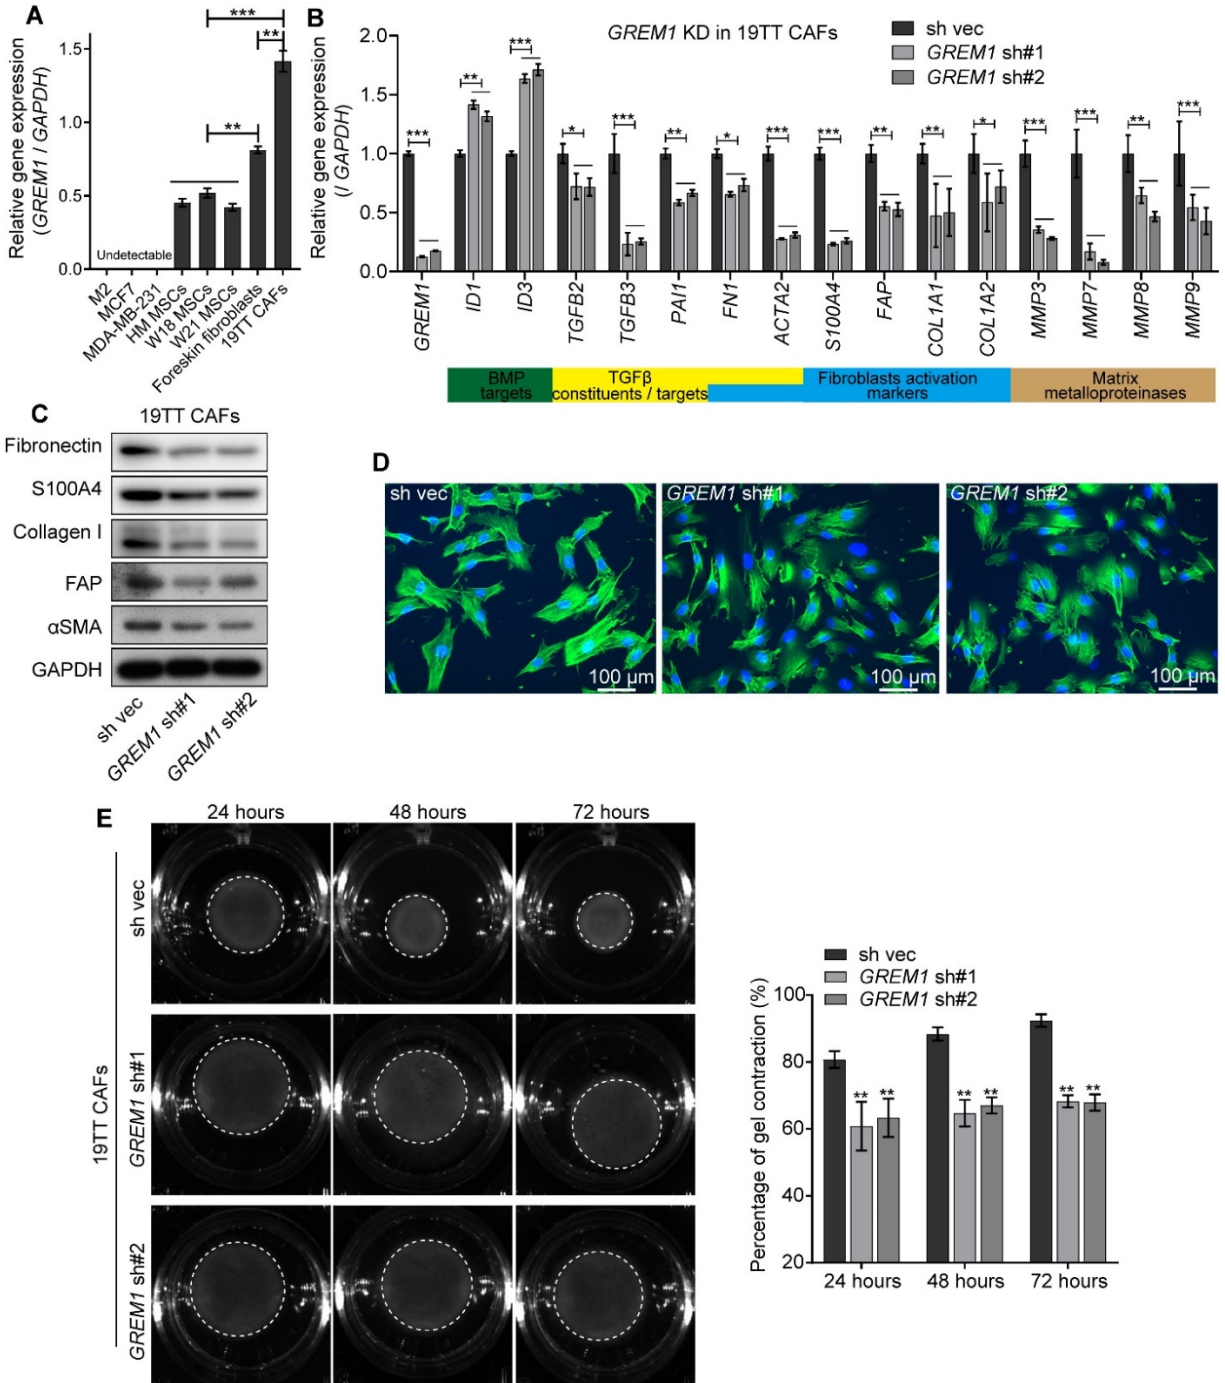 A
Relative gene expression
(GREM1 / GAPDH)
1.5
1.0
0.5
0.0
***
**
**
Undetectable
M2
MCF7
MDA-MB-231
HM MSCs
W18 MSCs
W21 MSCs
Foreskin fibroblasts
19TT CAFs
B
GREM1 KD in 19TT CAFs
sh vec
GREM1 sh#1
GREM1 sh#2
Relative gene expression
(/ GAPDH)
2.0
1.5
1.0
0.5
0.0
*** ** *** * *** ** * *** *** ** ** * *** *** ** ***
GREM1
ID1
ID3
TGFB2
TGFB3
PAI1
FN1
ACTA2
S100A4
FAP
COL1A1
COL1A2
MMP3
MMP7
MMP8
MMP9
BMP
targets
TGFβ
constituents / targets
Fibroblasts activation
markers
Matrix
metalloproteinases
C
19TT CAFs
Fibronectin
S100A4
Collagen I
FAP
αSMA
GAPDH
sh vec
GREM1 sh#1
GREM1 sh#2
D
sh vec
GREM1 sh#1
GREM1 sh#2
100 µm
100 µm
100 µm
E
24 hours
48 hours
72 hours
19TT CAFs
sh vec
GREM1 sh#1
GREM1 sh#2
sh vec
GREM1 sh#1
GREM1 sh#2
Percentage of gel contraction (%)
100
80
60
40
20
** ** ** ** ** **
24 hours
48 hours
72 hours